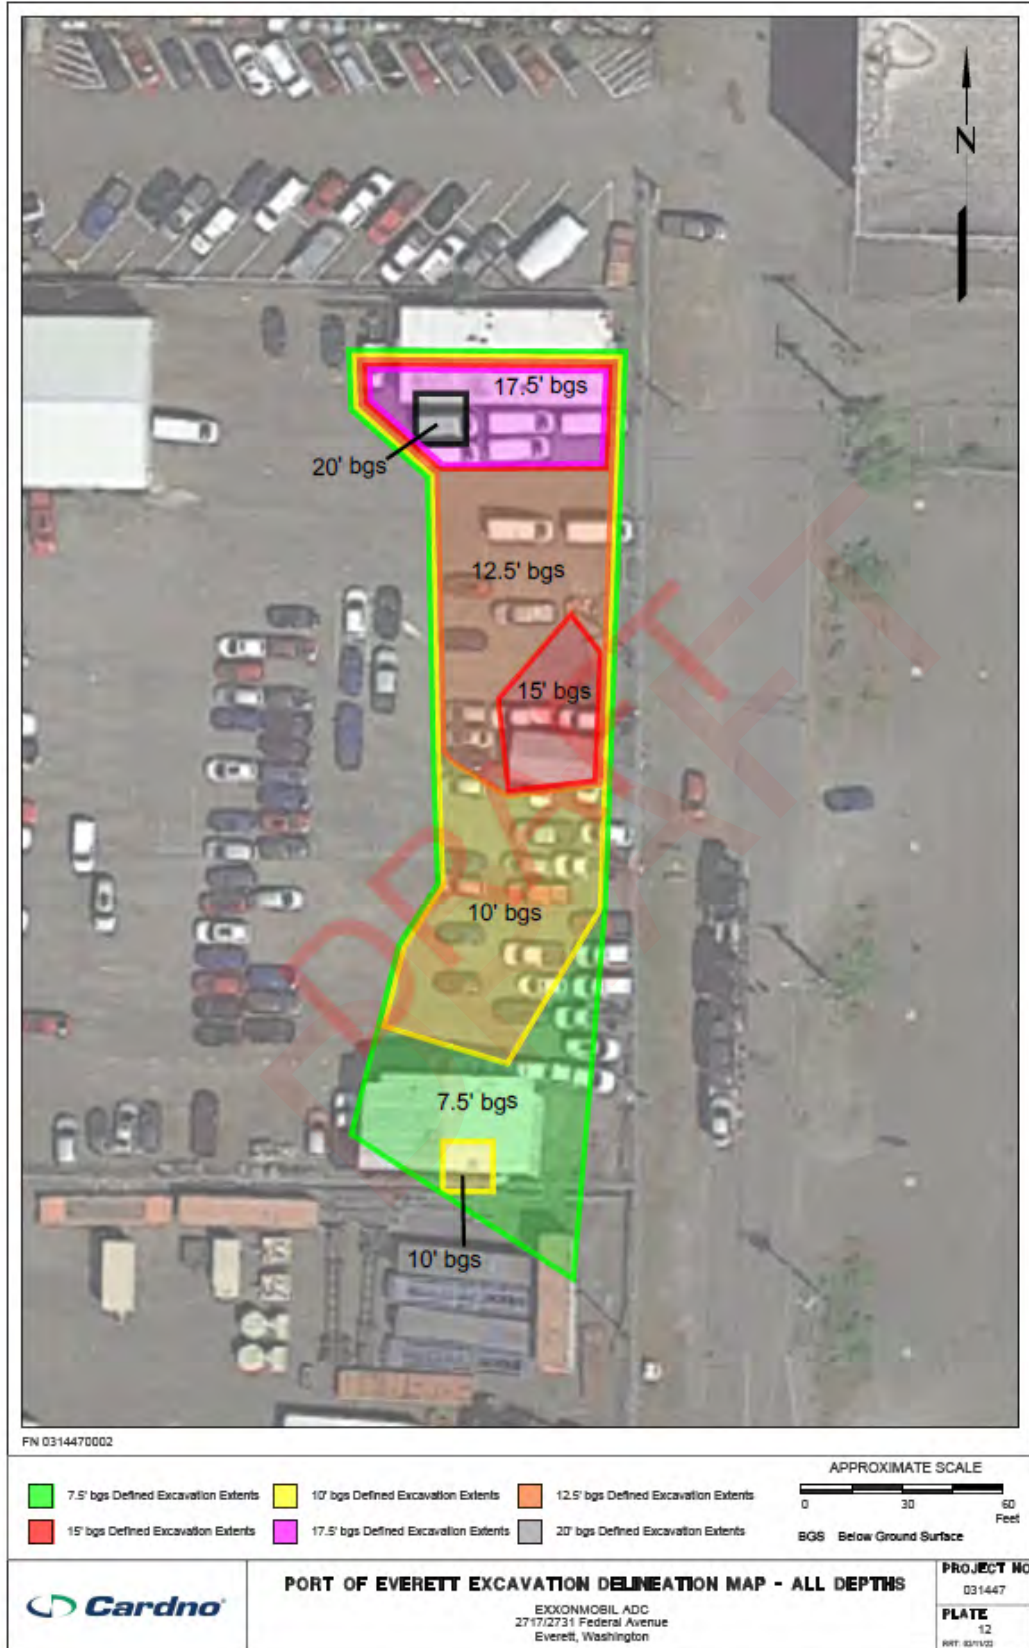 N
17.5' bgs
20' bgs
12.5' bgs
15' bgs
10' bgs
7.5' bgs
10' bgs
DRAFT
FN 0314470002
7.5' bgs Defined Excavation Extents
10' bgs Defined Excavation Extents
12.5' bgs Defined Excavation Extents
15' bgs Defined Excavation Extents
17.5' bgs Defined Excavation Extents
20' bgs Defined Excavation Extents
APPROXIMATE SCALE
0 30 60
Feet
BGS Below Ground Surface
Cardno
PORT OF EVERETT EXCAVATION DELINEATION MAP - ALL DEPTHS
EXXONMOBIL ADC
2717/2731 Federal Avenue
Everett, Washington
PROJECT NO
031447
PLATE
12